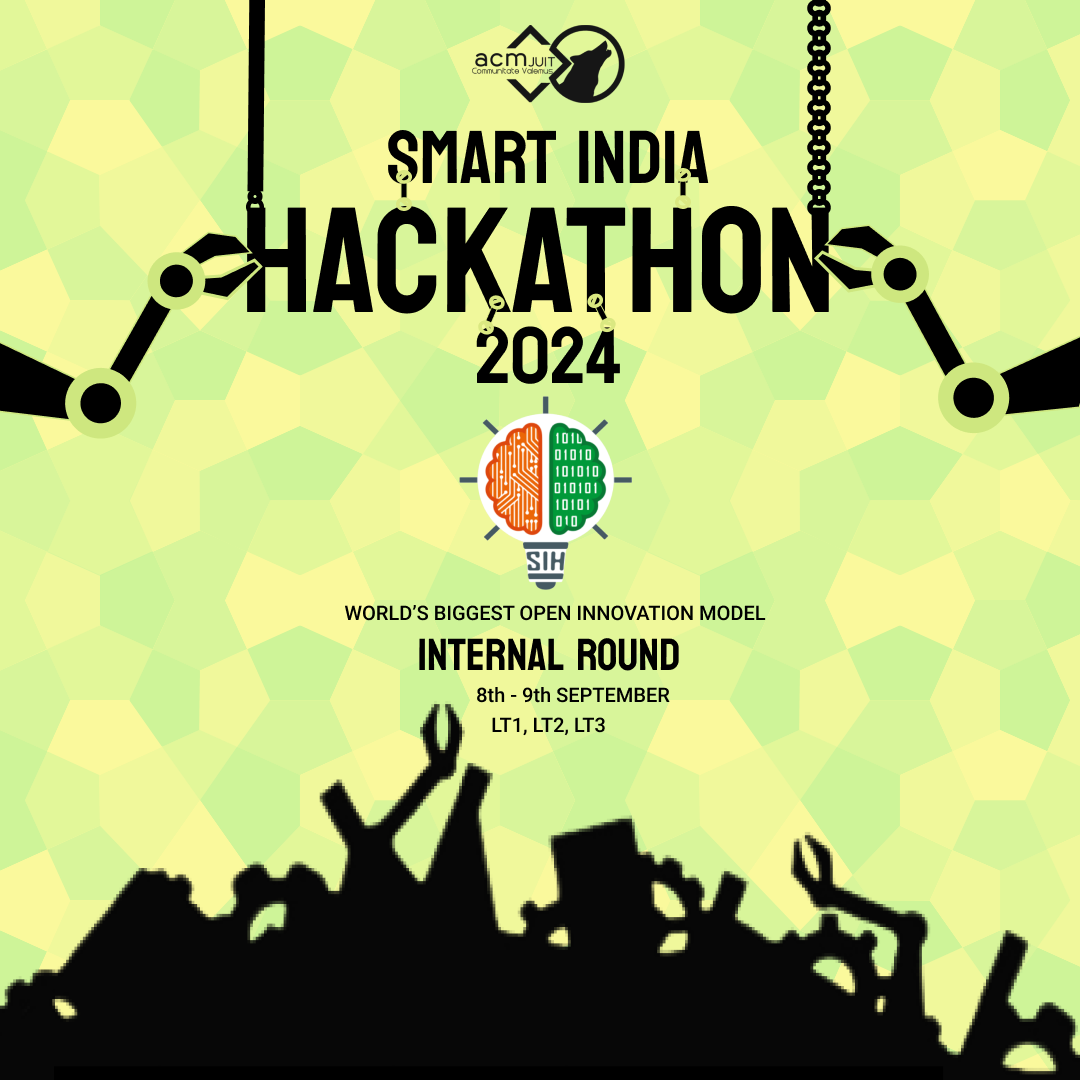 acm JUIT
Communitate Valemus
SMART INDIA
HACKATHON
2024
101
01010
101010
010101
10101
010
SIH
WORLD'S BIGGEST OPEN INNOVATION MODEL
INTERNAL ROUND
8th - 9th SEPTEMBER
LT1, LT2, LT3